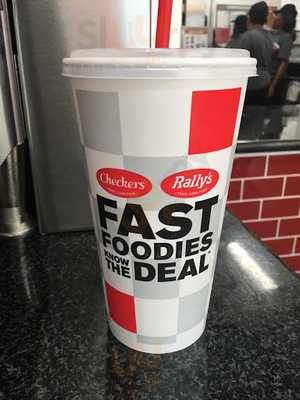 Checkers Rally's
FAST
FOODIES
KNOW
THE DEAL